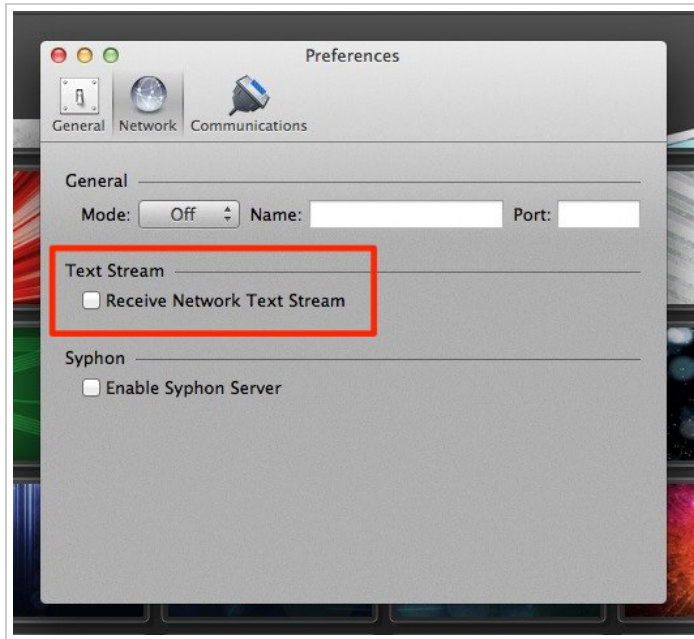 Preferences
General Network Communications
General
Mode: Off Name: Port:
Text Stream
Receive Network Text Stream
Syphon
Enable Syphon Server